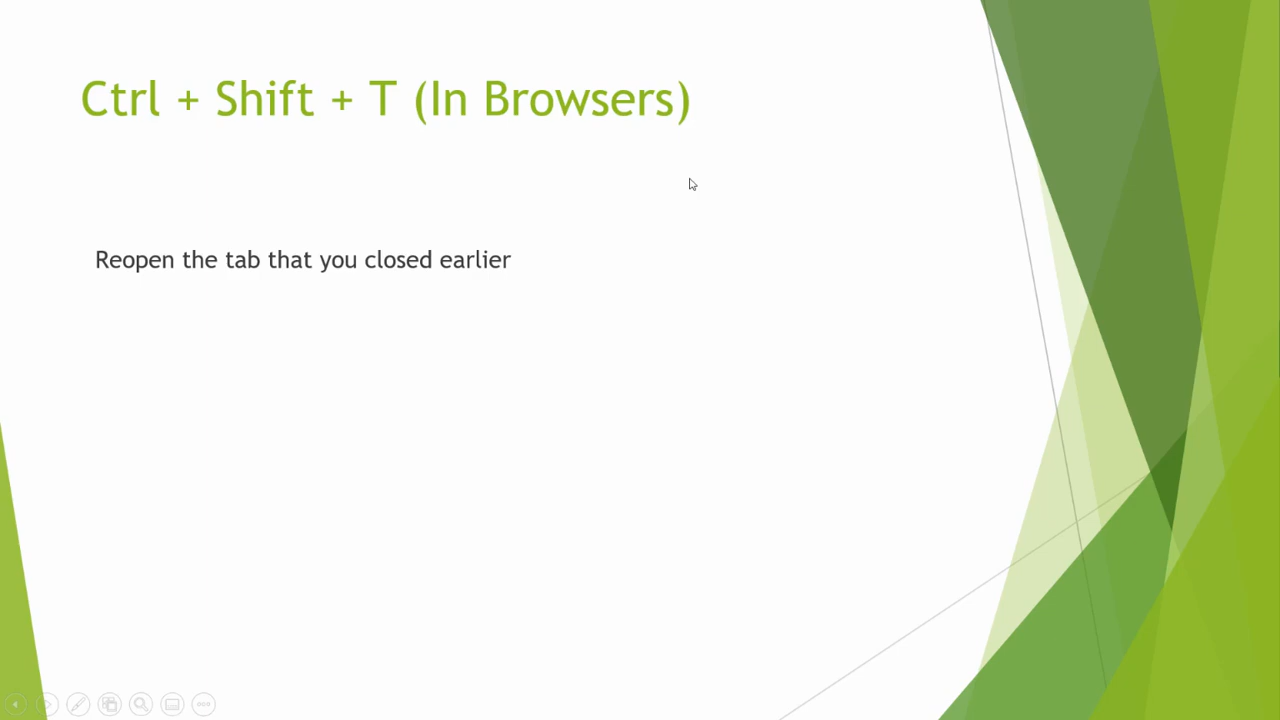 Ctrl + Shift + T (In Browsers)
Reopen the tab that you closed earlier